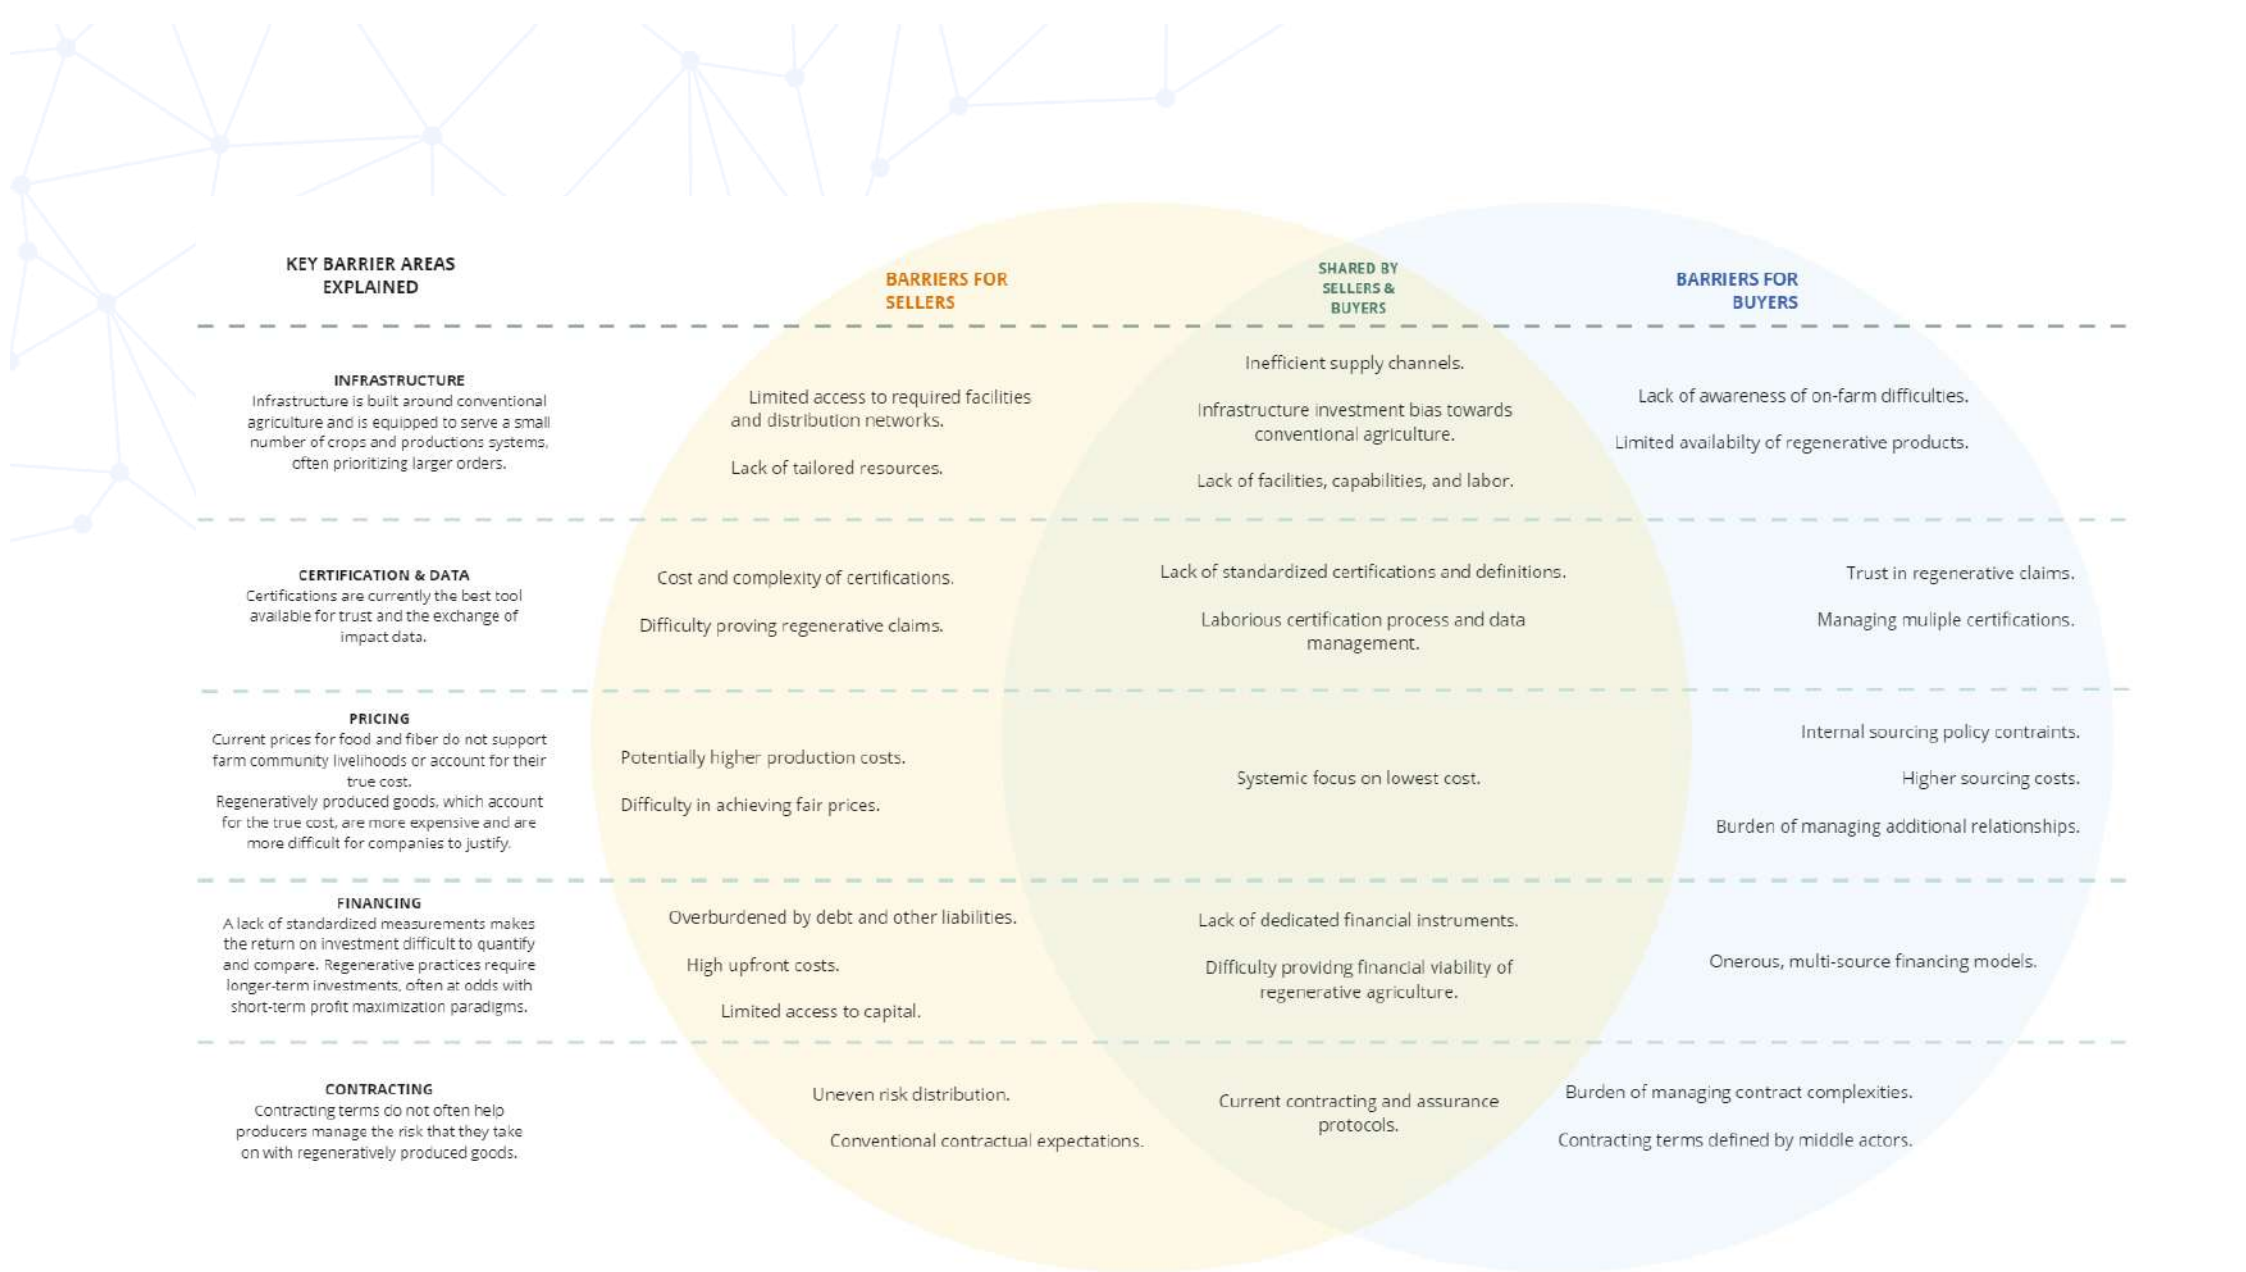 KEY BARRIER AREAS
EXPLAINED
BARRIERS FOR
SELLERS
SHARED BY
SELLERS &
BUYERS
BARRIERS FOR
BUYERS
INFRASTRUCTURE
Infrastructure is built around conventional
agriculture and is equipped to serve a small
number of crops and productions systems,
often prioritizing larger orders.
Limited access to required facilities
and distribution networks.
Lack of tailored resources.
Inefficient supply channels.
Infrastructure investment bias towards
conventional agriculture.
Lack of facilities, capabilities, and labor.
Lack of awareness of on-farm difficulties.
Limited availabilty of regenerative products.
CERTIFICATION & DATA
Certifications are currently the best tool
available for trust and the exchange of
impact data.
Cost and complexity of certifications.
Difficulty proving regenerative claims.
Lack of standardized certifications and definitions.
Laborious certification process and data
management.
Trust in regenerative claims.
Managing muliple certifications.
PRICING
Current prices for food and fiber do not support
farm community livelihoods or account for their
true cost.
Regeneratively produced goods, which account
for the true cost, are more expensive and are
more difficult for companies to justify.
Potentially higher production costs.
Difficulty in achieving fair prices.
Systemic focus on lowest cost.
Internal sourcing policy contraints.
Higher sourcing costs.
Burden of managing additional relationships.
FINANCING
A lack of standardized measurements makes
the return on investment difficult to quantify
and compare. Regenerative practices require
longer-term investments, often at odds with
short-term profit maximization paradigms.
Overburdened by debt and other liabilities.
High upfront costs.
Limited access to capital.
Lack of dedicated financial instruments.
Difficulty providng financial viability of
regenerative agriculture.
Onerous, multi-source financing models.
CONTRACTING
Contracting terms do not often help
producers manage the risk that they take
on with regeneratively produced goods.
Uneven risk distribution.
Conventional contractual expectations.
Current contracting and assurance
protocols.
Burden of managing contract complexities.
Contracting terms defined by middle actors.